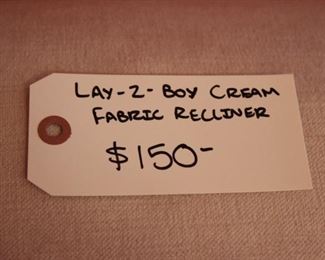 LAY-Z-BOY CREAM
FABRIC RECLINER
$150-